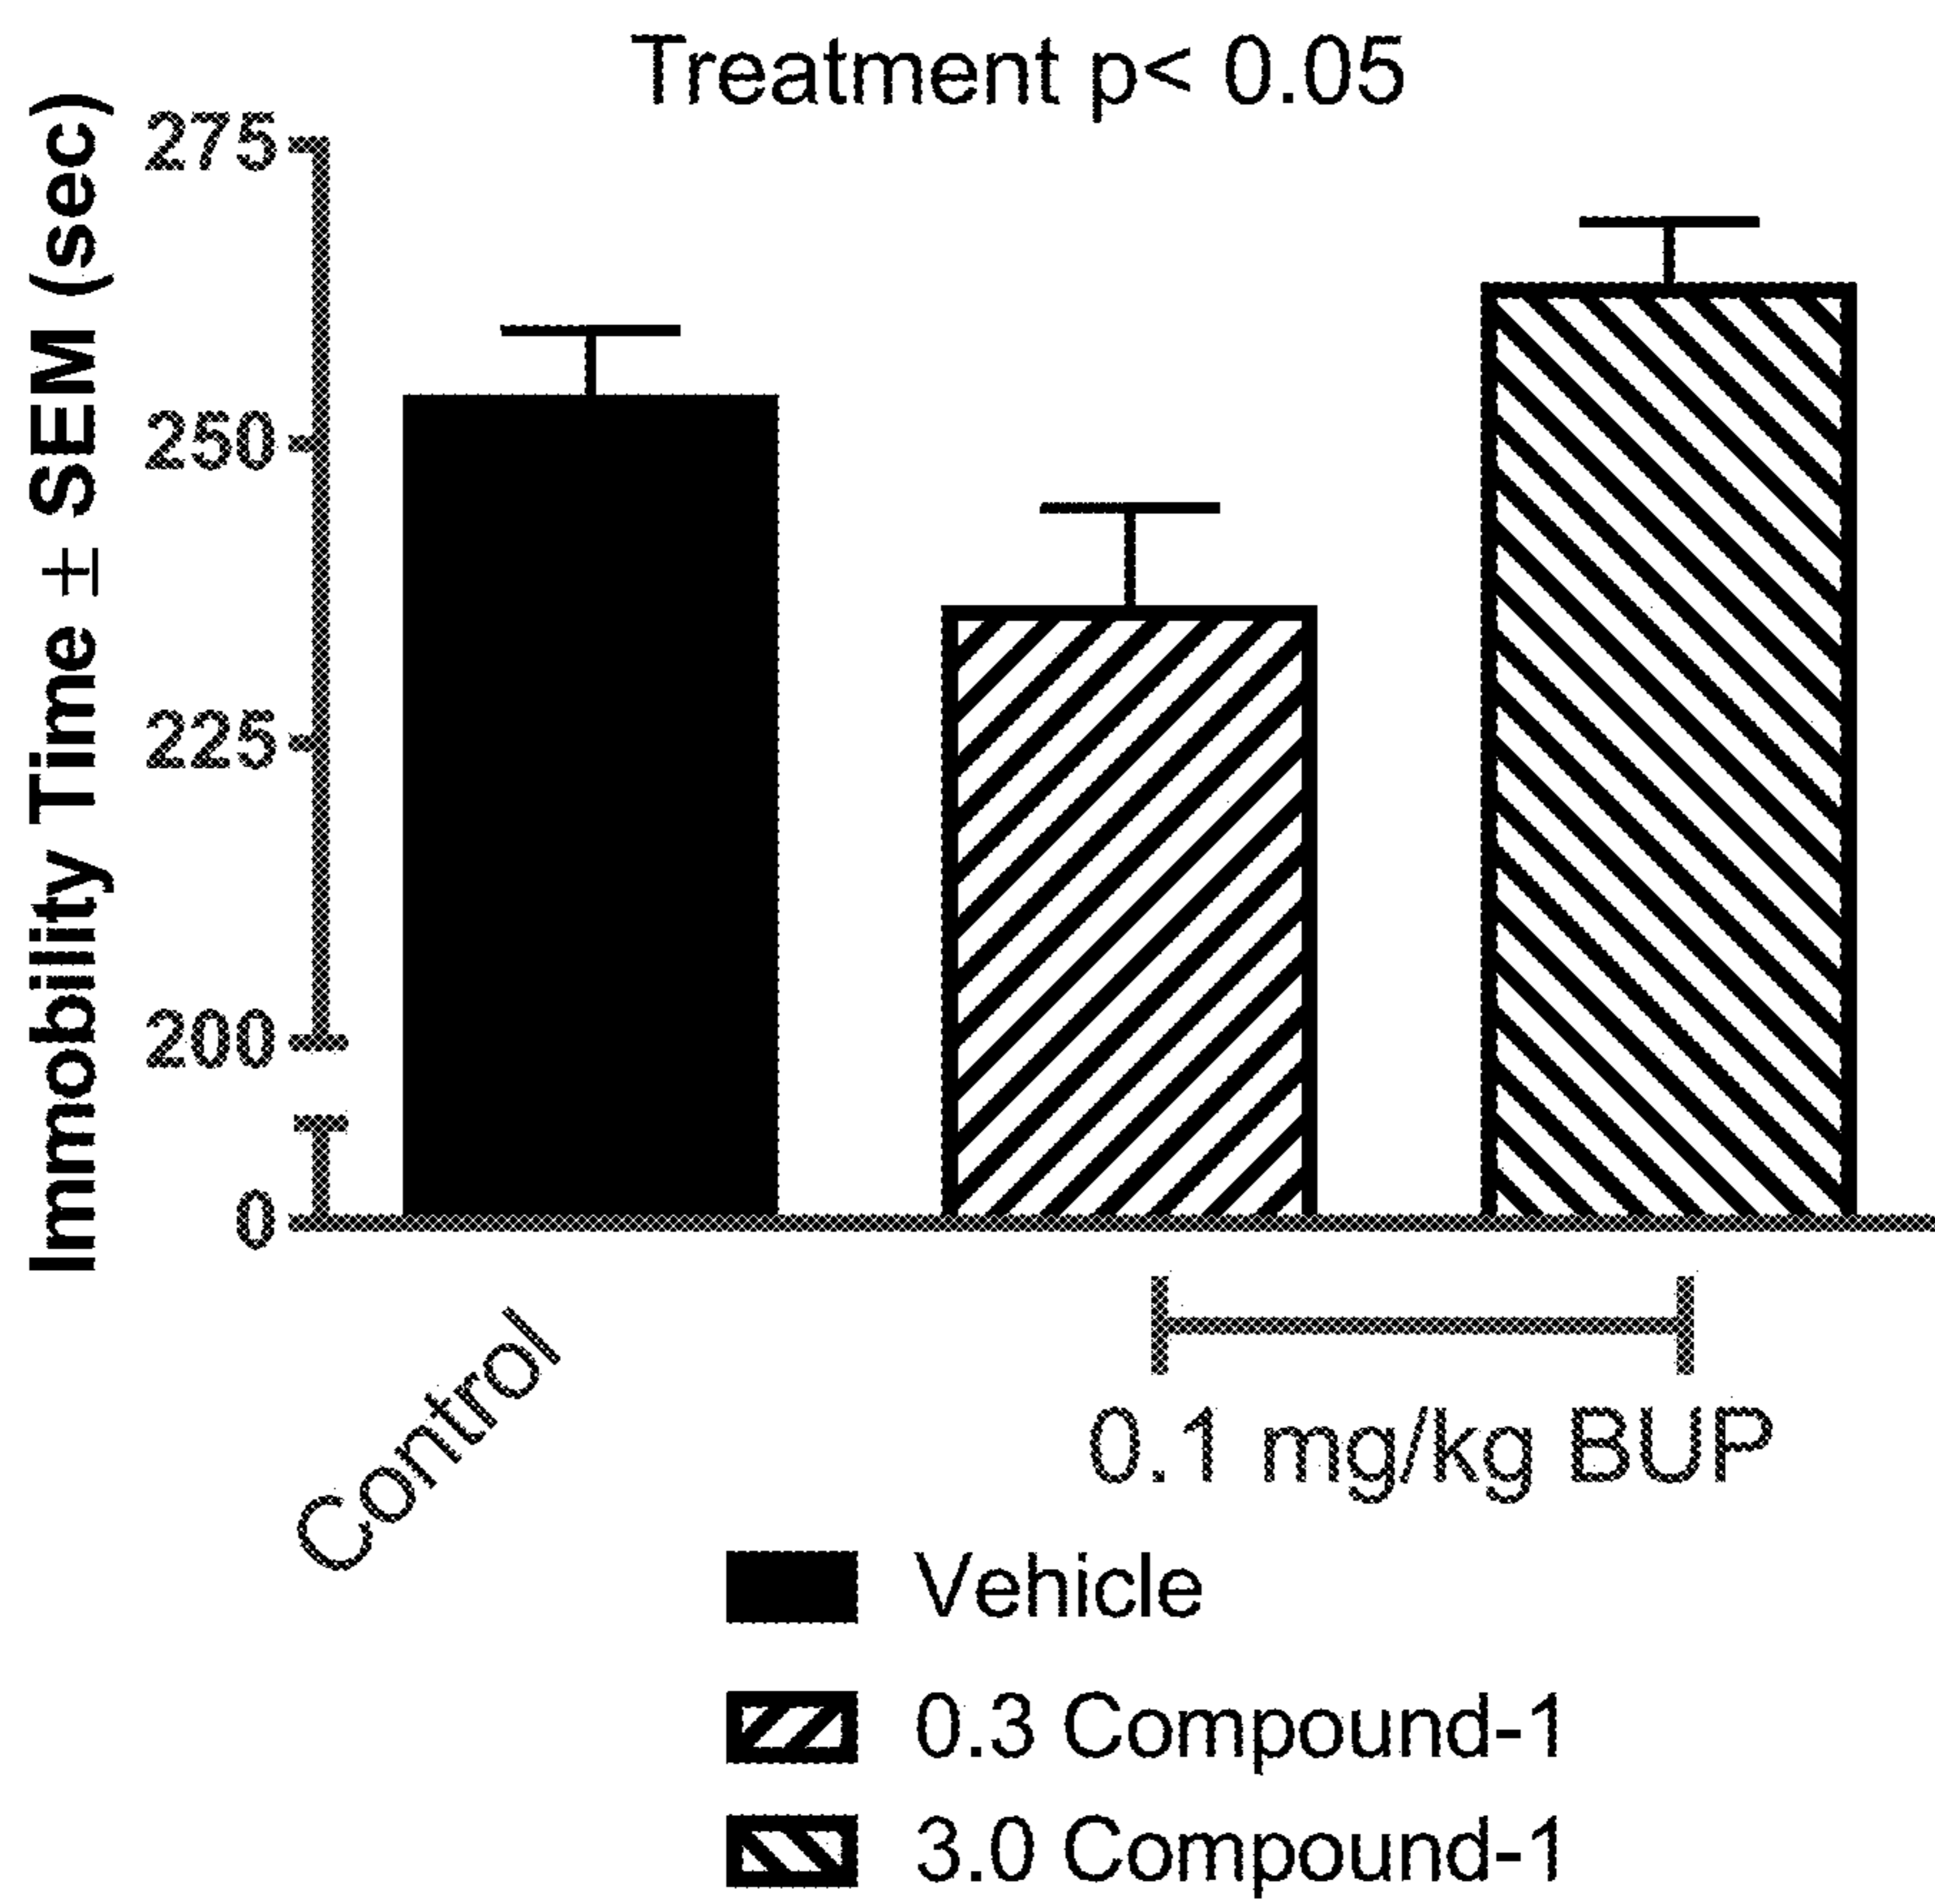 Treatment p< 0.05
Immobility Time ± SEM (sec)
275
250
225
200
0
Control
0.1 mg/kg BUP
Vehicle
0.3 Compound-1
3.0 Compound-1